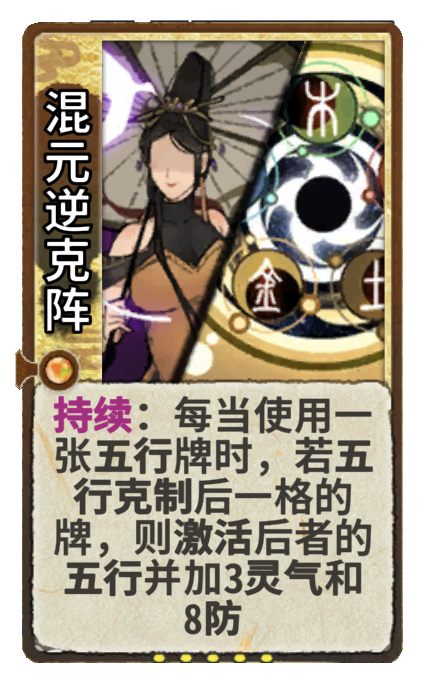 混元逆克阵
木
金
土
持续：每当使用一
张五行牌时，若五
行克制后一格的
牌，则激活后者的
五行并加3灵气和
8防